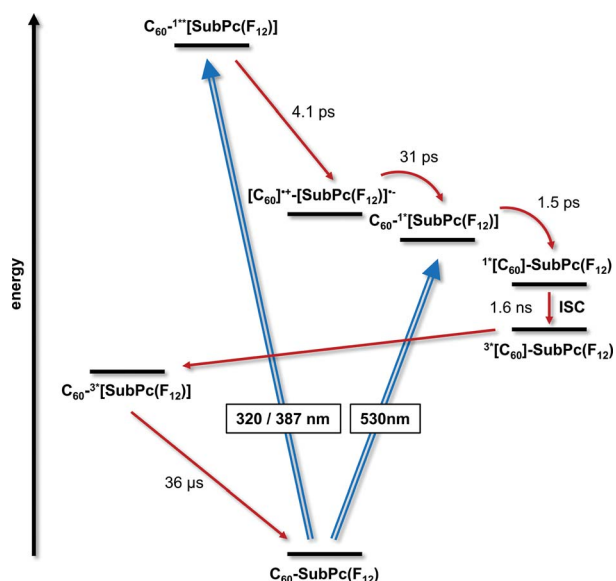 C₆₀-¹**[SubPc(F₁₂)]
4.1 ps
31 ps
[C₆₀]•+-[SubPc(F₁₂)]•-
C₆₀-¹*[SubPc(F₁₂)]
1.5 ps
¹*[C₆₀]-SubPc(F₁₂)
1.6 ns
ISC
³*[C₆₀]-SubPc(F₁₂)
energy
C₆₀-³*[SubPc(F₁₂)]
320 / 387 nm
530nm
36 µs
C₆₀-SubPc(F₁₂)